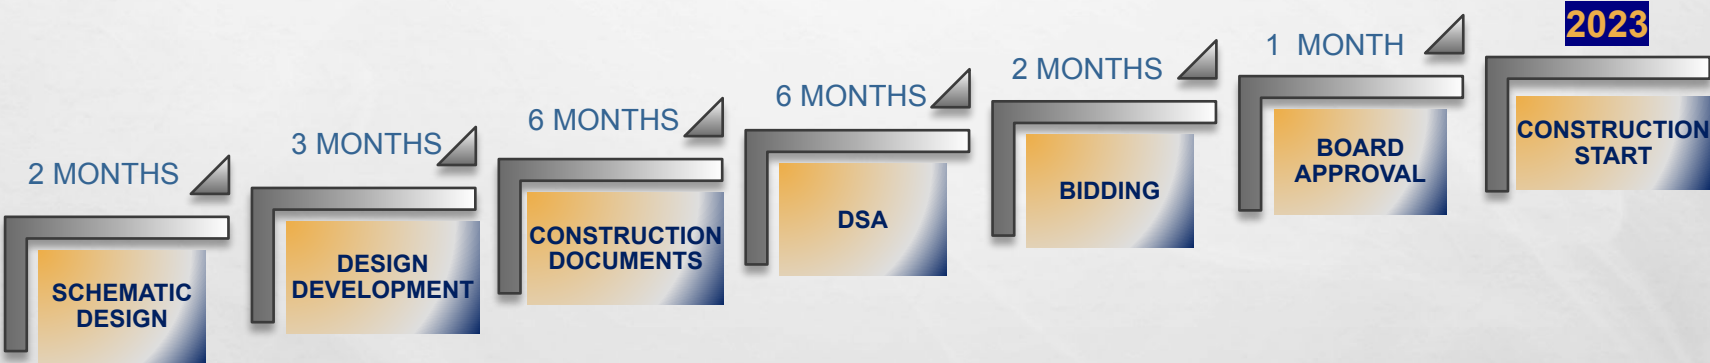 2 MONTHS
SCHEMATIC
DESIGN
3 MONTHS
DESIGN
DEVELOPMENT
6 MONTHS
CONSTRUCTION
DOCUMENTS
6 MONTHS
DSA
2 MONTHS
BIDDING
1 MONTH
BOARD
APPROVAL
2023
CONSTRUCTION
START